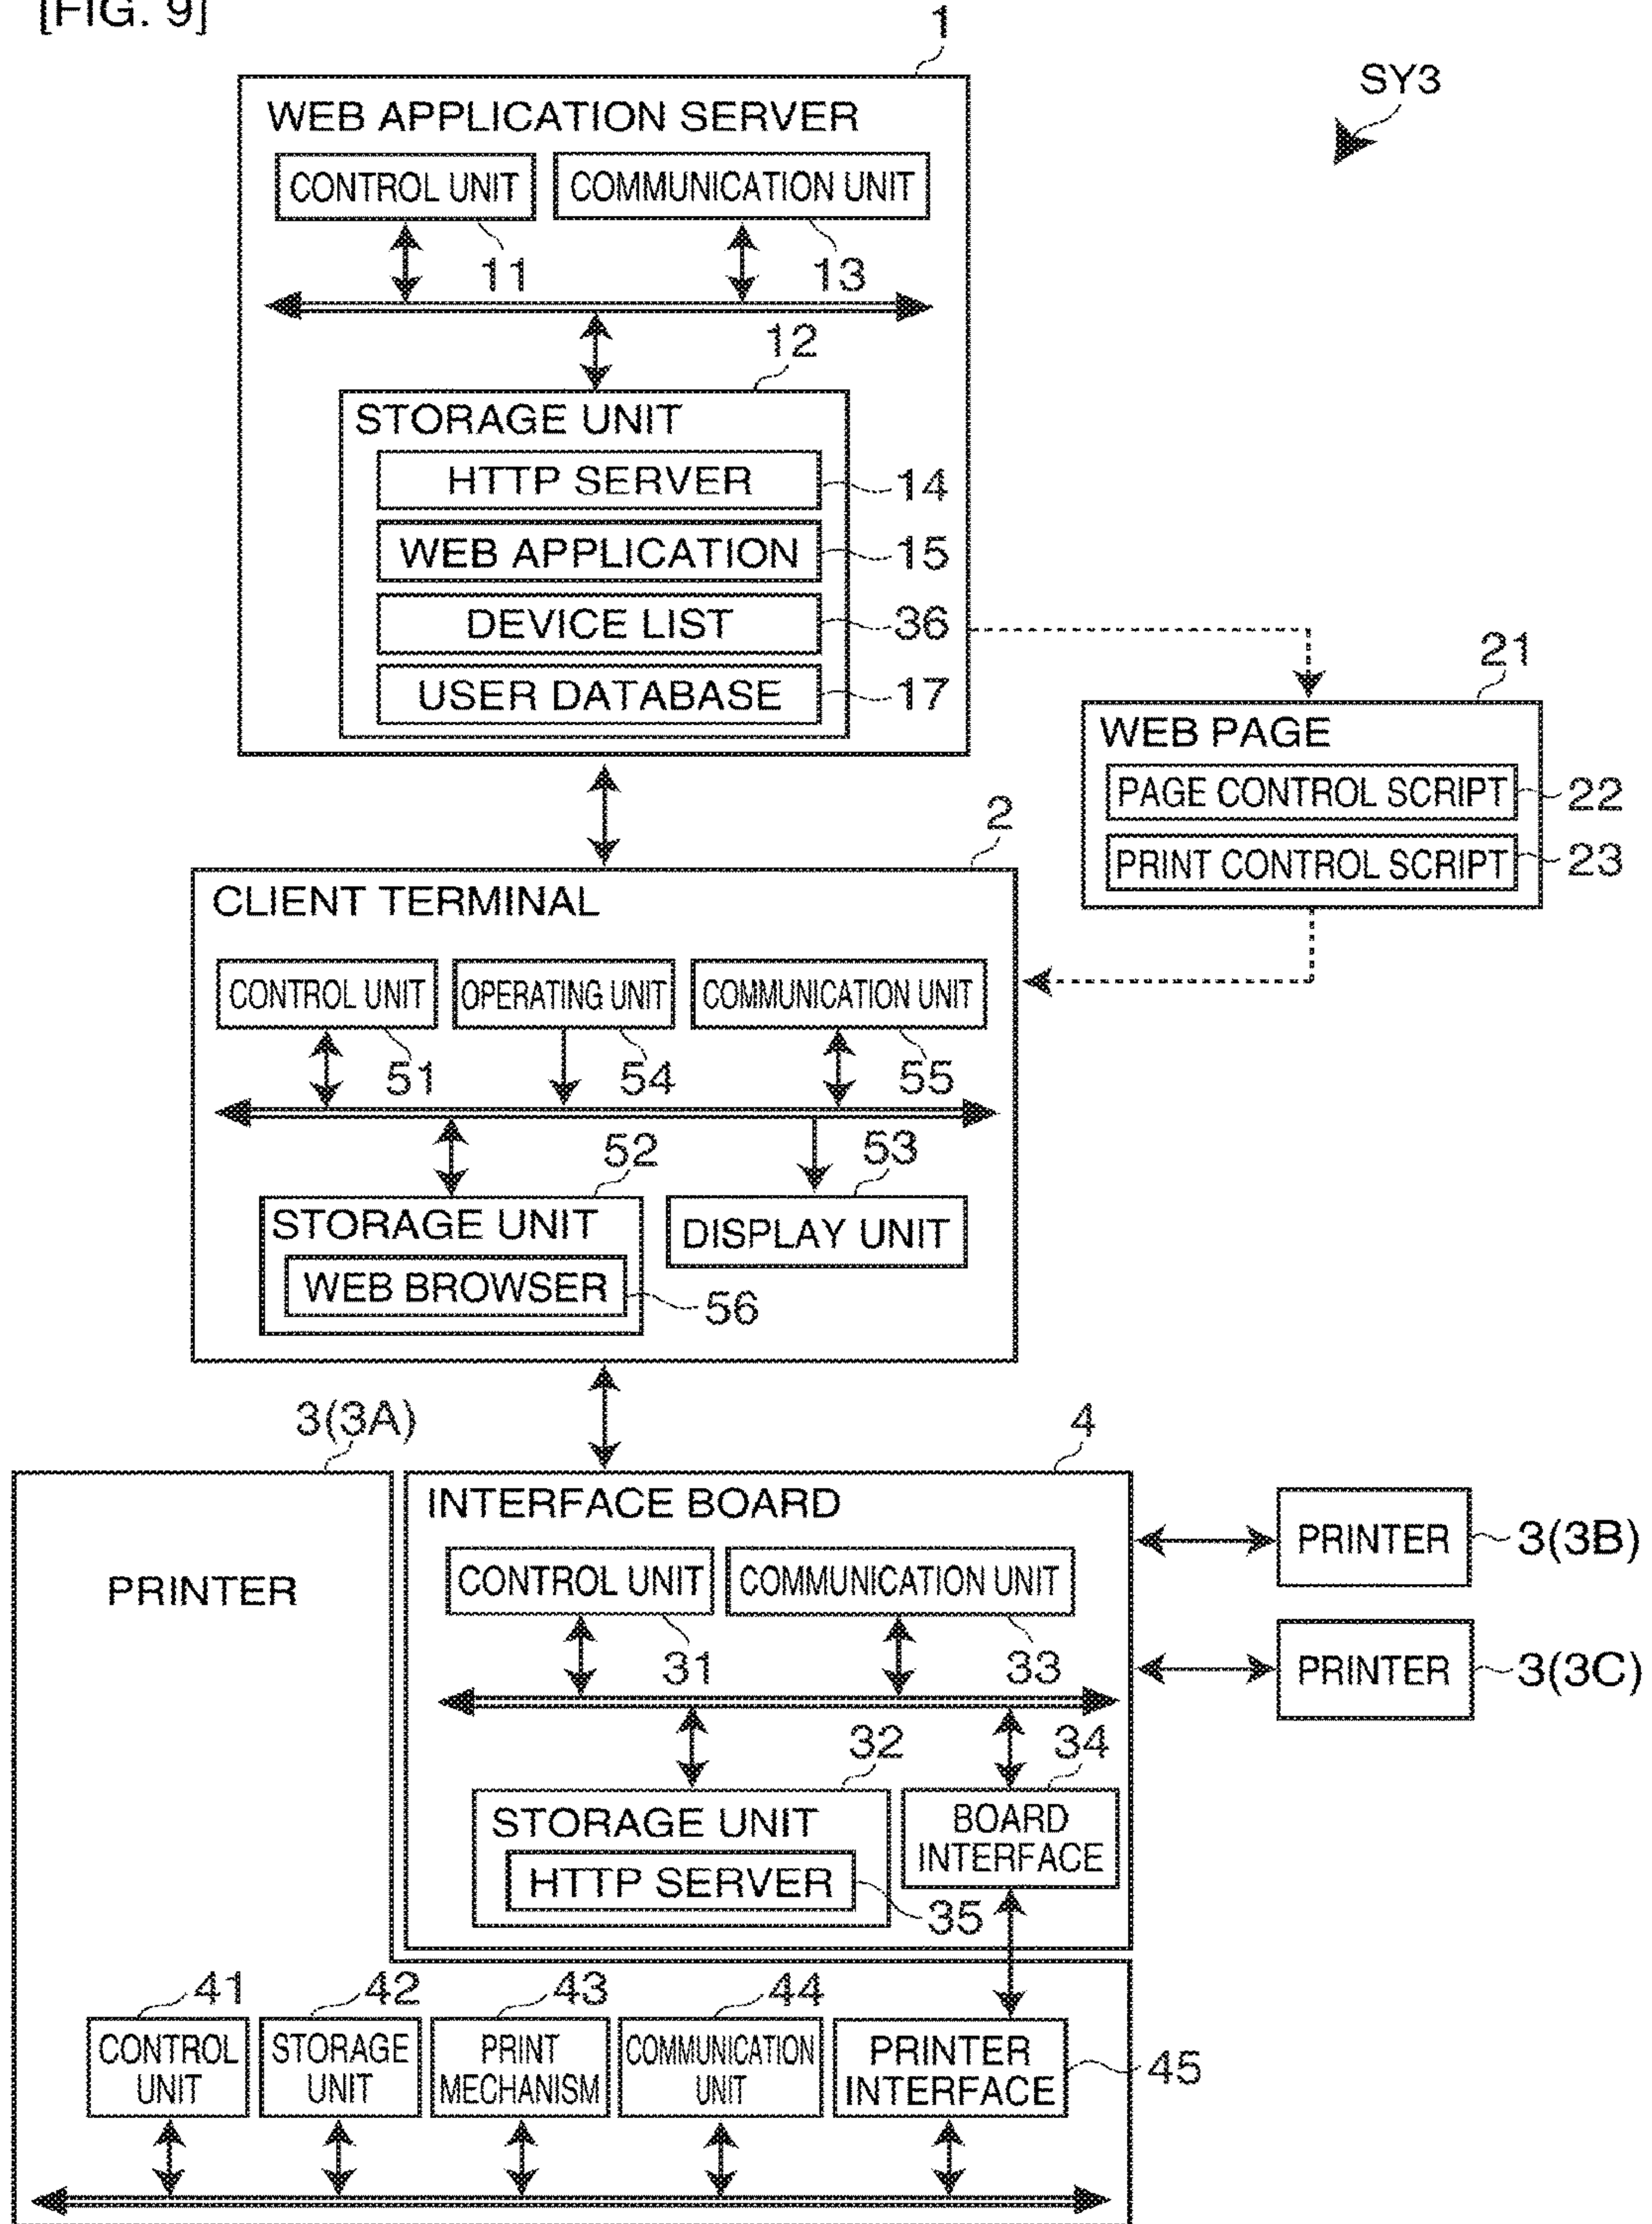 [FIG. 9]
1
SY3
WEB APPLICATION SERVER
CONTROL UNIT
COMMUNICATION UNIT
11
13
12
STORAGE UNIT
HTTP SERVER
14
WEB APPLICATION
15
DEVICE LIST
36
USER DATABASE
17
21
WEB PAGE
PAGE CONTROL SCRIPT
22
PRINT CONTROL SCRIPT
23
2
CLIENT TERMINAL
CONTROL UNIT
OPERATING UNIT
COMMUNICATION UNIT
51
54
55
52
53
STORAGE UNIT
WEB BROWSER
56
DISPLAY UNIT
3(3A)
4
PRINTER
INTERFACE BOARD
CONTROL UNIT
COMMUNICATION UNIT
31
33
32
34
STORAGE UNIT
HTTP SERVER
35
BOARD
INTERFACE
PRINTER
3(3B)
PRINTER
3(3C)
41
42
43
44
CONTROL
UNIT
STORAGE
UNIT
PRINT
MECHANISM
COMMUNICATION
UNIT
PRINTER
INTERFACE
45